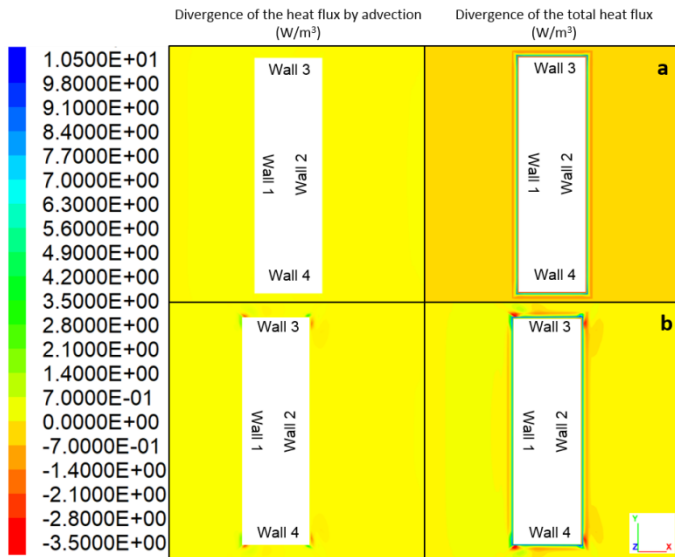 Divergence of the heat flux by advection
(W/m³)
Divergence of the total heat flux
(W/m³)
1.0500E+01
9.8000E+00
9.1000E+00
8.4000E+00
7.7000E+00
7.0000E+00
6.3000E+00
5.6000E+00
4.9000E+00
4.2000E+00
3.5000E+00
2.8000E+00
2.1000E+00
1.4000E+00
7.0000E-01
0.0000E+00
-7.0000E-01
-1.4000E+00
-2.1000E+00
-2.8000E+00
-3.5000E+00
Wall 3
Wall 1
Wall 2
Wall 4
a
Wall 3
Wall 1
Wall 2
Wall 4
Wall 3
Wall 1
Wall 2
Wall 4
b
Wall 3
Wall 1
Wall 2
Wall 4
Y
Z
X